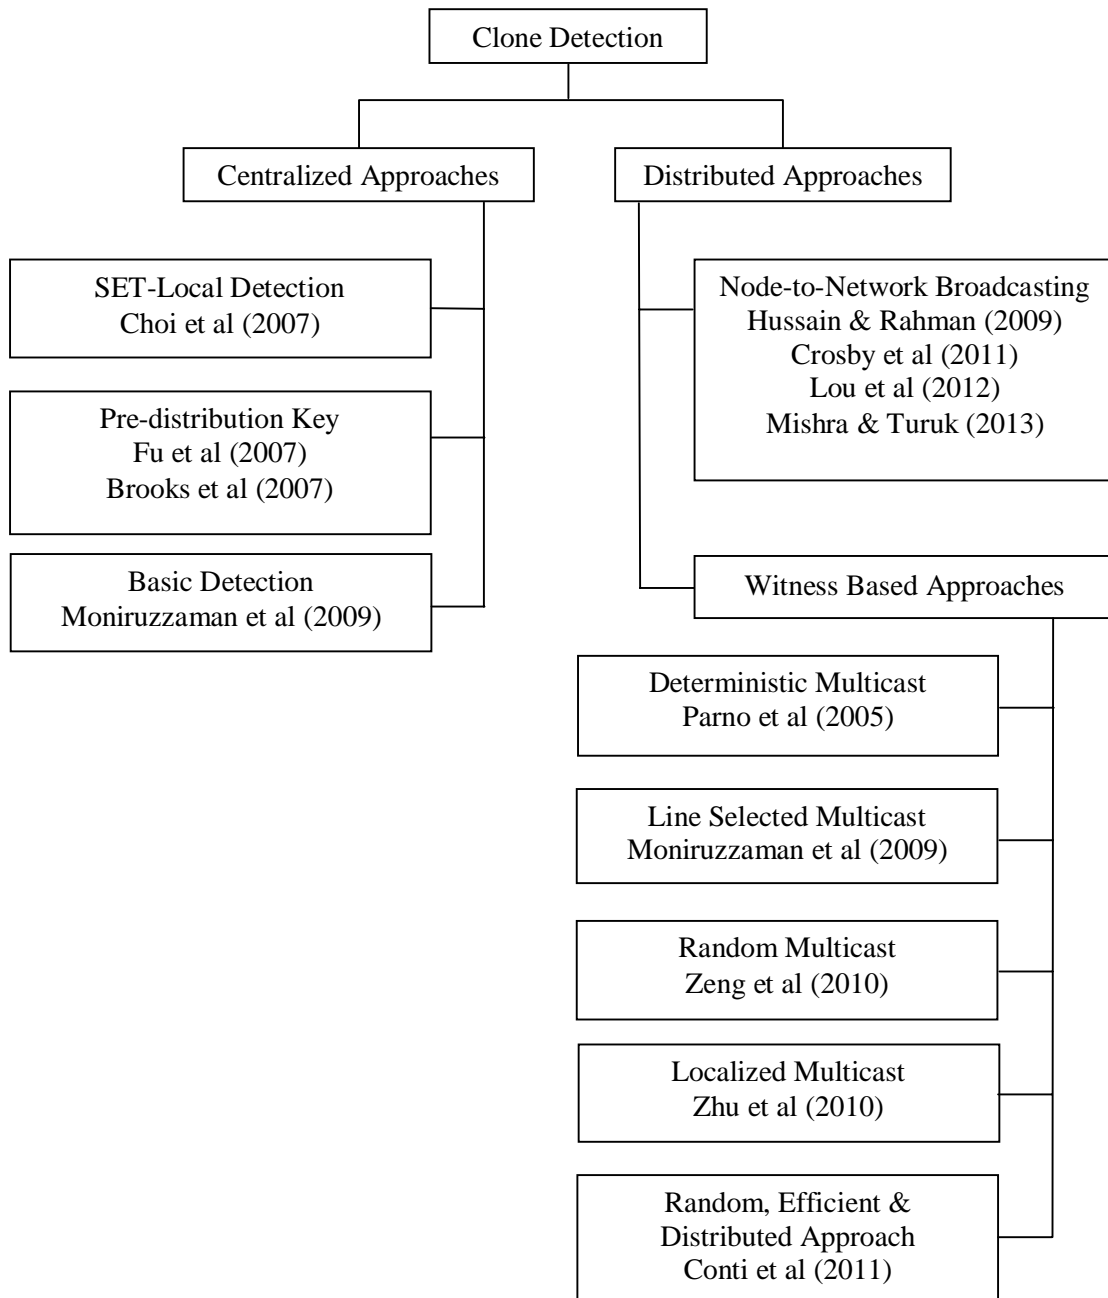 Clone Detection
Centralized Approaches
Distributed Approaches
SET-Local Detection
Choi et al (2007)
Pre-distribution Key
Fu et al (2007)
Brooks et al (2007)
Basic Detection
Moniruzzaman et al (2009)
Node-to-Network Broadcasting
Hussain & Rahman (2009)
Crosby et al (2011)
Lou et al (2012)
Mishra & Turuk (2013)
Witness Based Approaches
Deterministic Multicast
Parno et al (2005)
Line Selected Multicast
Moniruzzaman et al (2009)
Random Multicast
Zeng et al (2010)
Localized Multicast
Zhu et al (2010)
Random, Efficient &
Distributed Approach
Conti et al (2011)